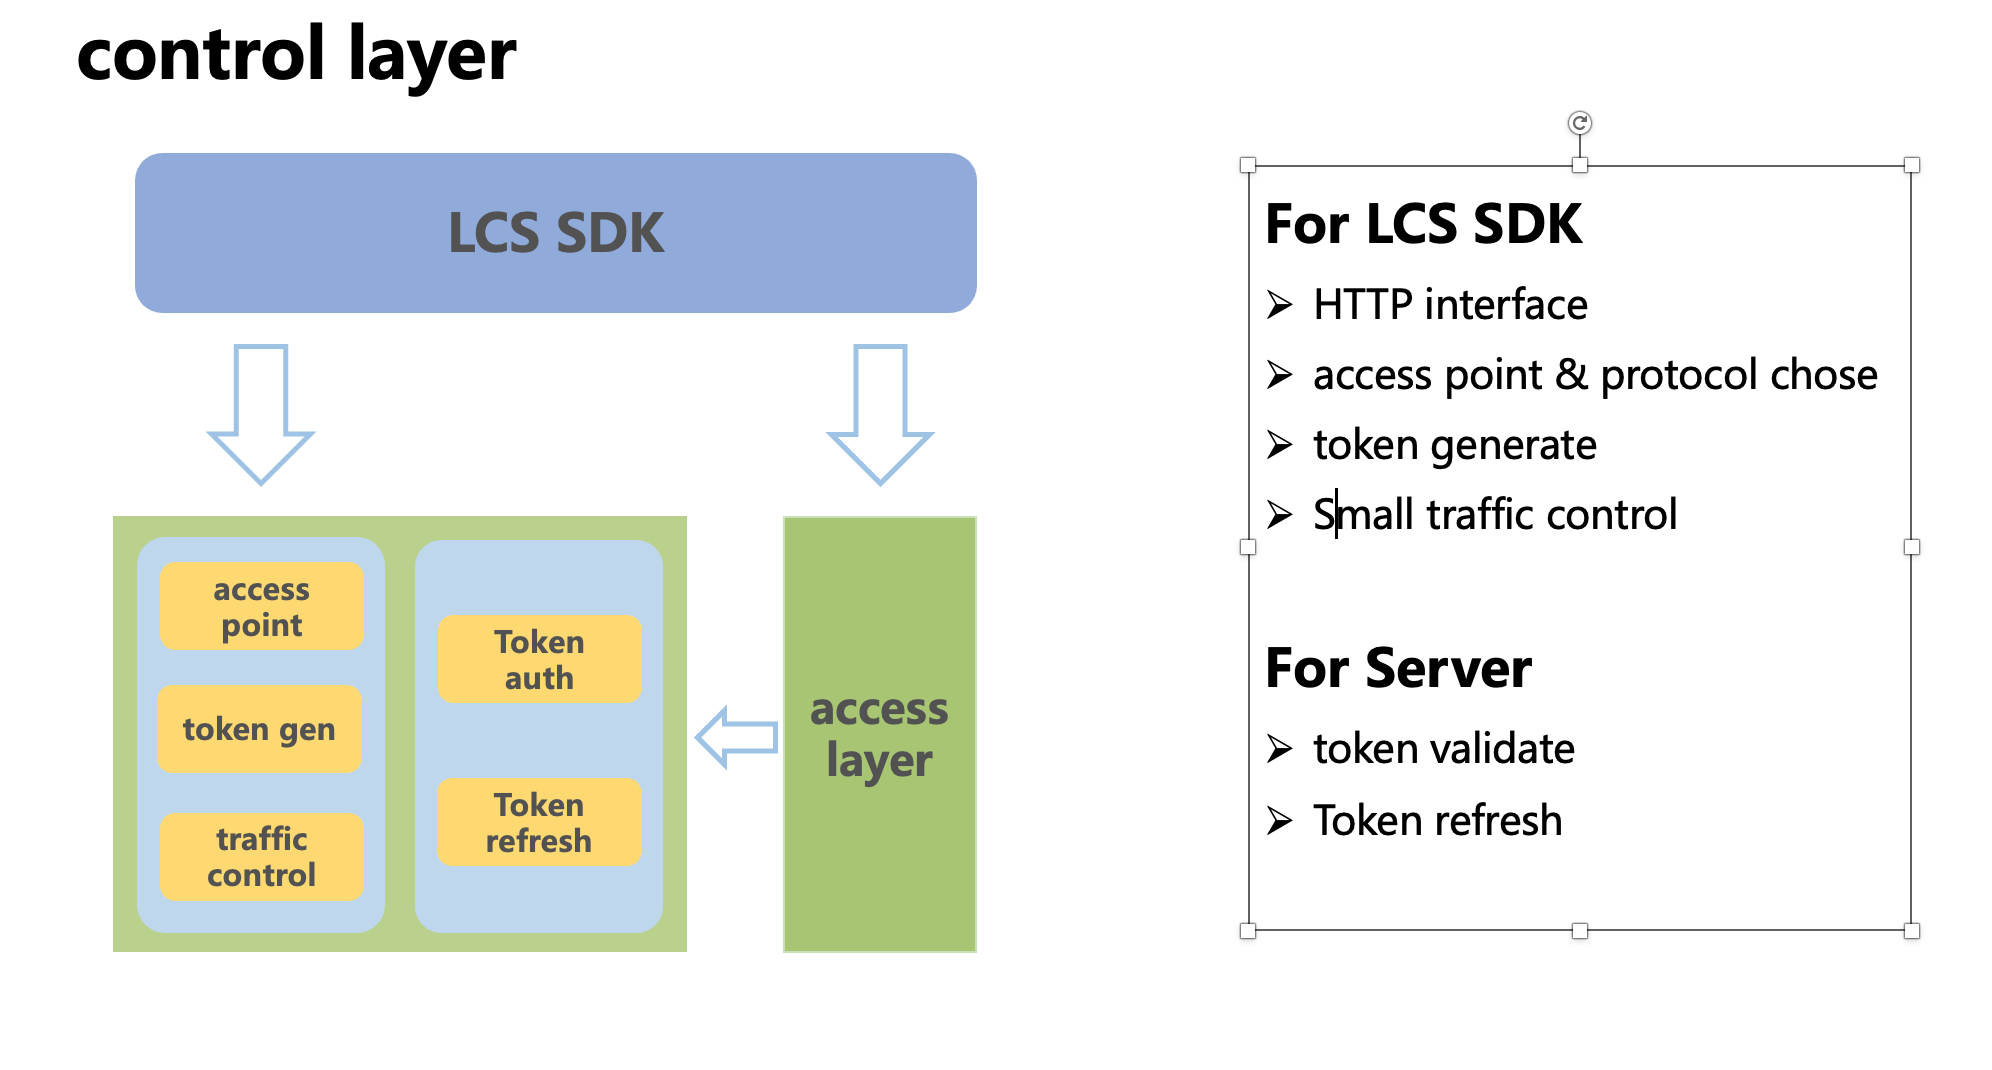 control layer
LCS SDK
access
point
token gen
traffic
control
Token
auth
Token
refresh
access
layer
For LCS SDK
➢ HTTP interface
➢ access point & protocol chose
➢ token generate
➢ Small traffic control
For Server
➢ token validate
➢ Token refresh